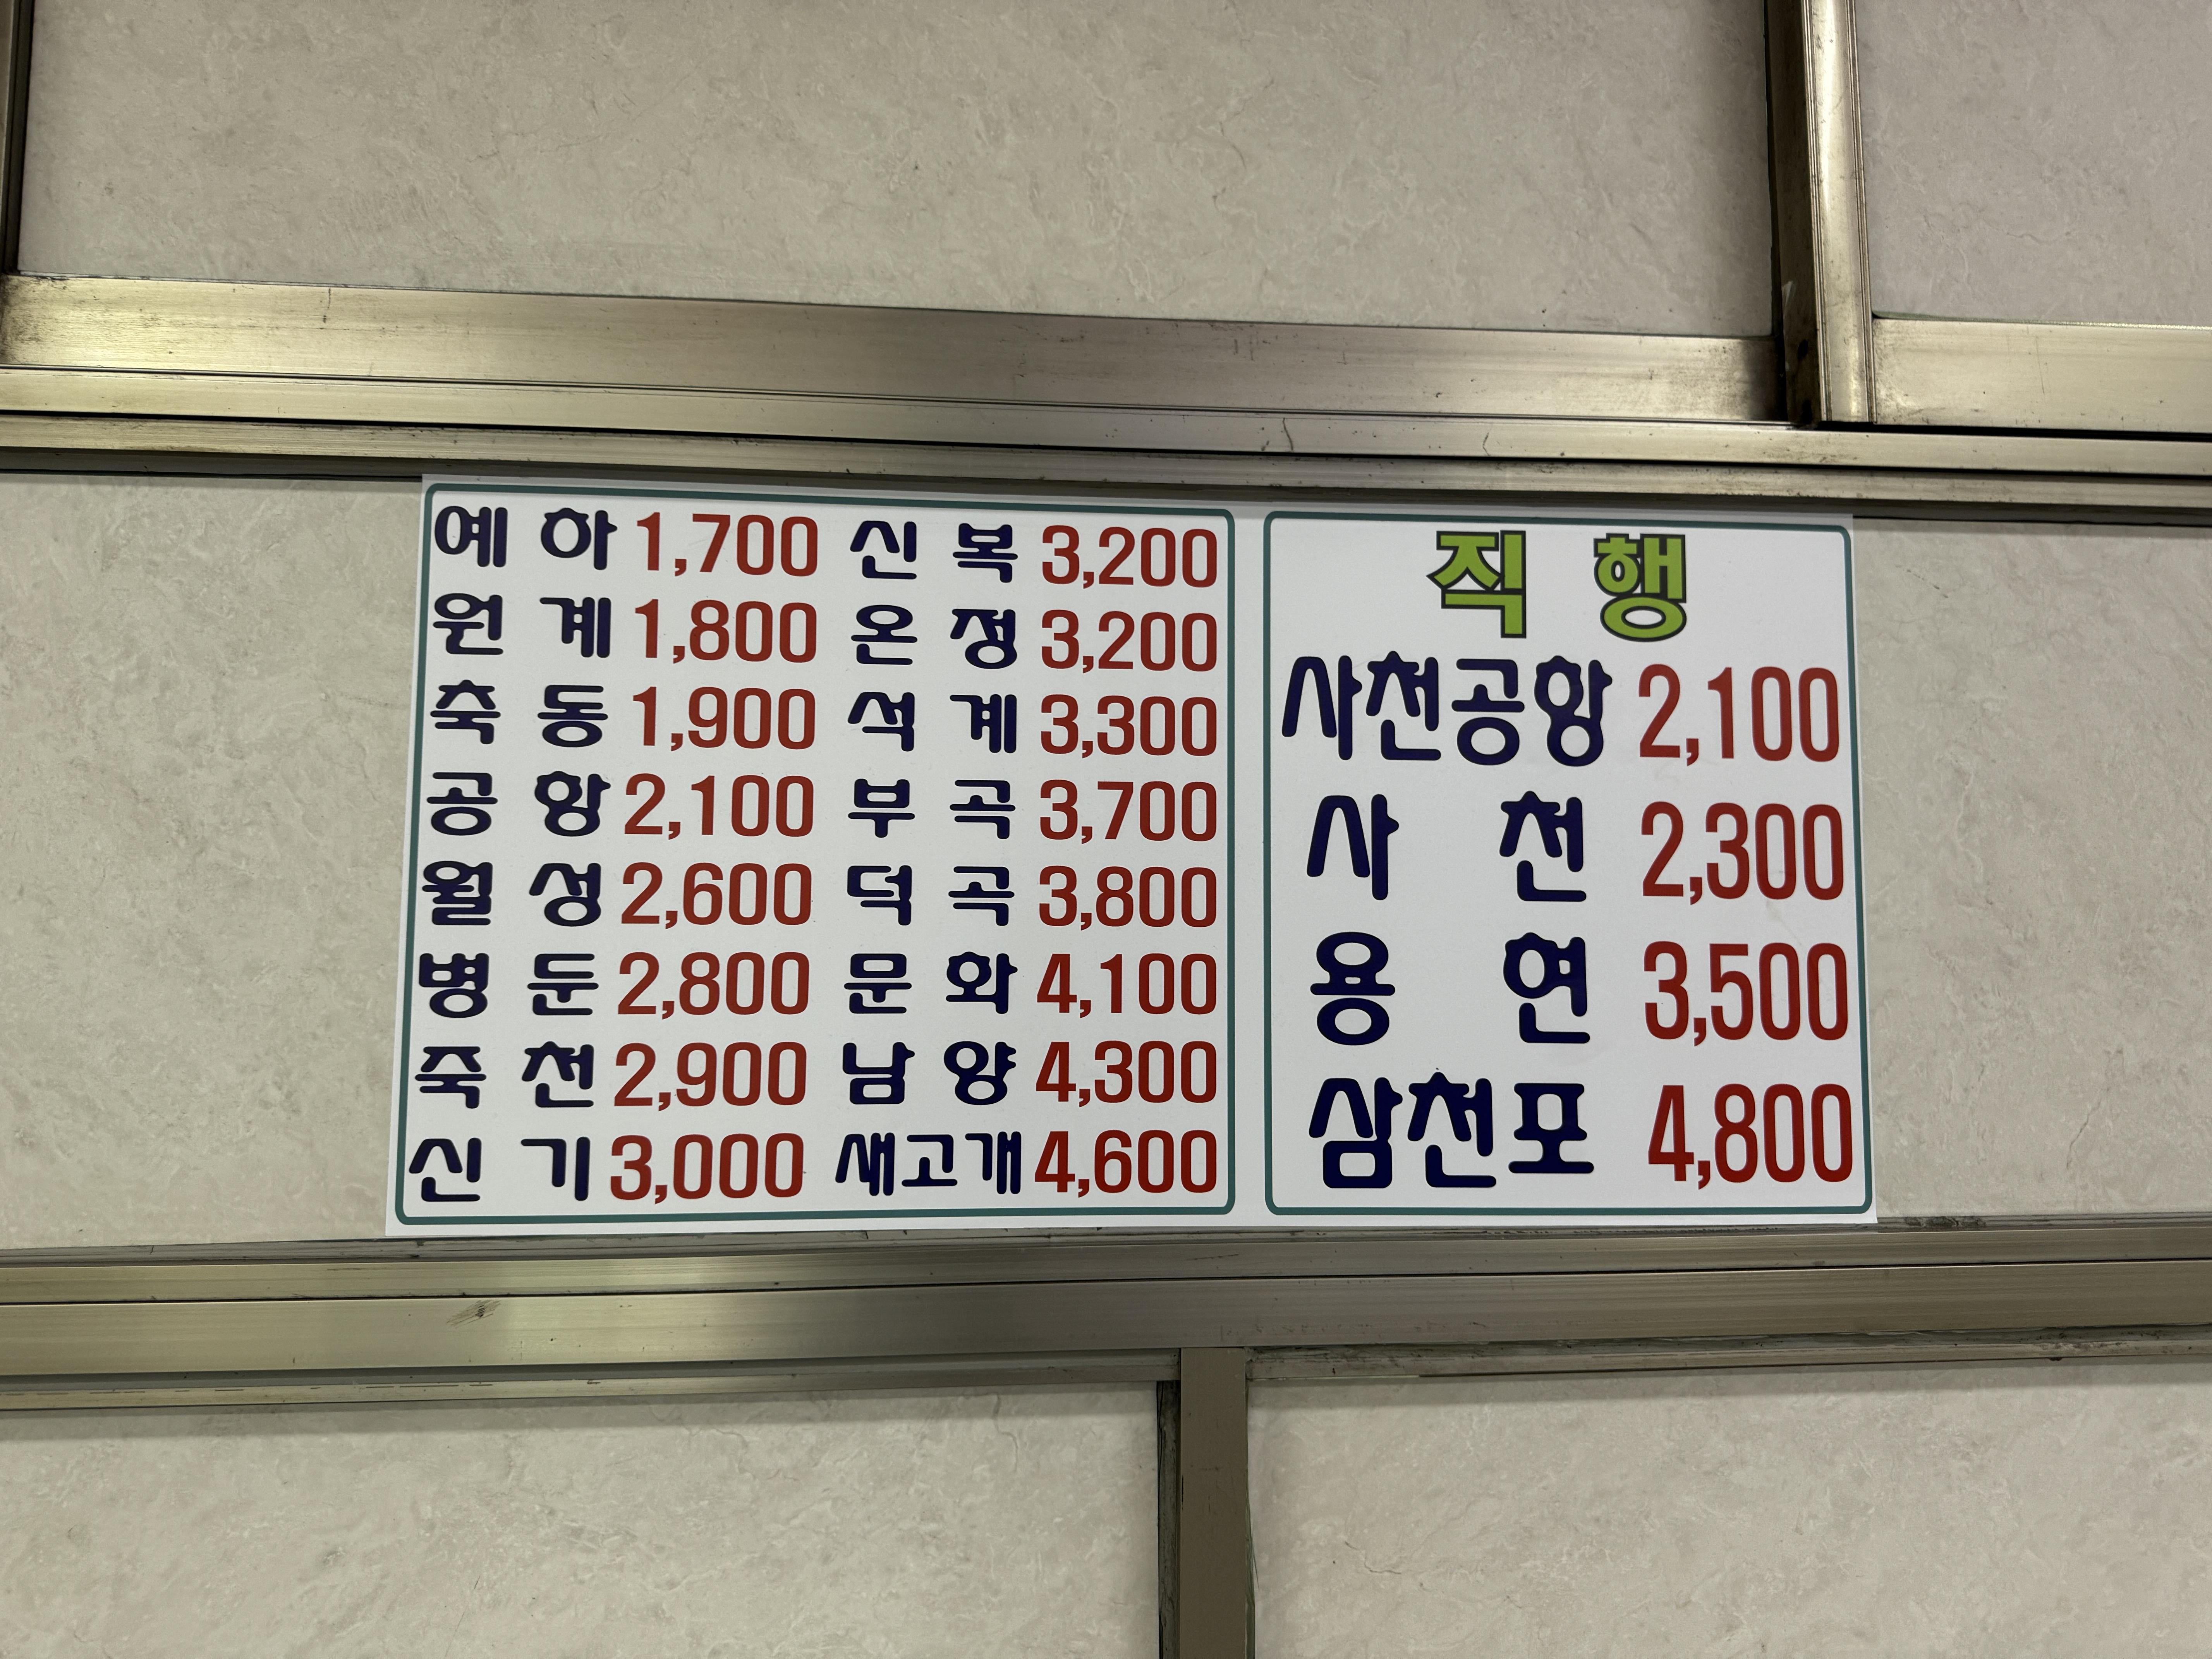 예 하 1,700 신 복 3,200
원 계 1,800 온 정 3,200
축 동 1,900 석 계 3,300
공 항 2,100 부 곡 3,700
월 성 2,600 덕 곡 3,800
병 둔 2,800 문 화 4,100
죽 천 2,900 남 양 4,300
신 기 3,000 새고개 4,600
직 행
사천공항 2,100
사 천 2,300
용 현 3,500
삼천포 4,800